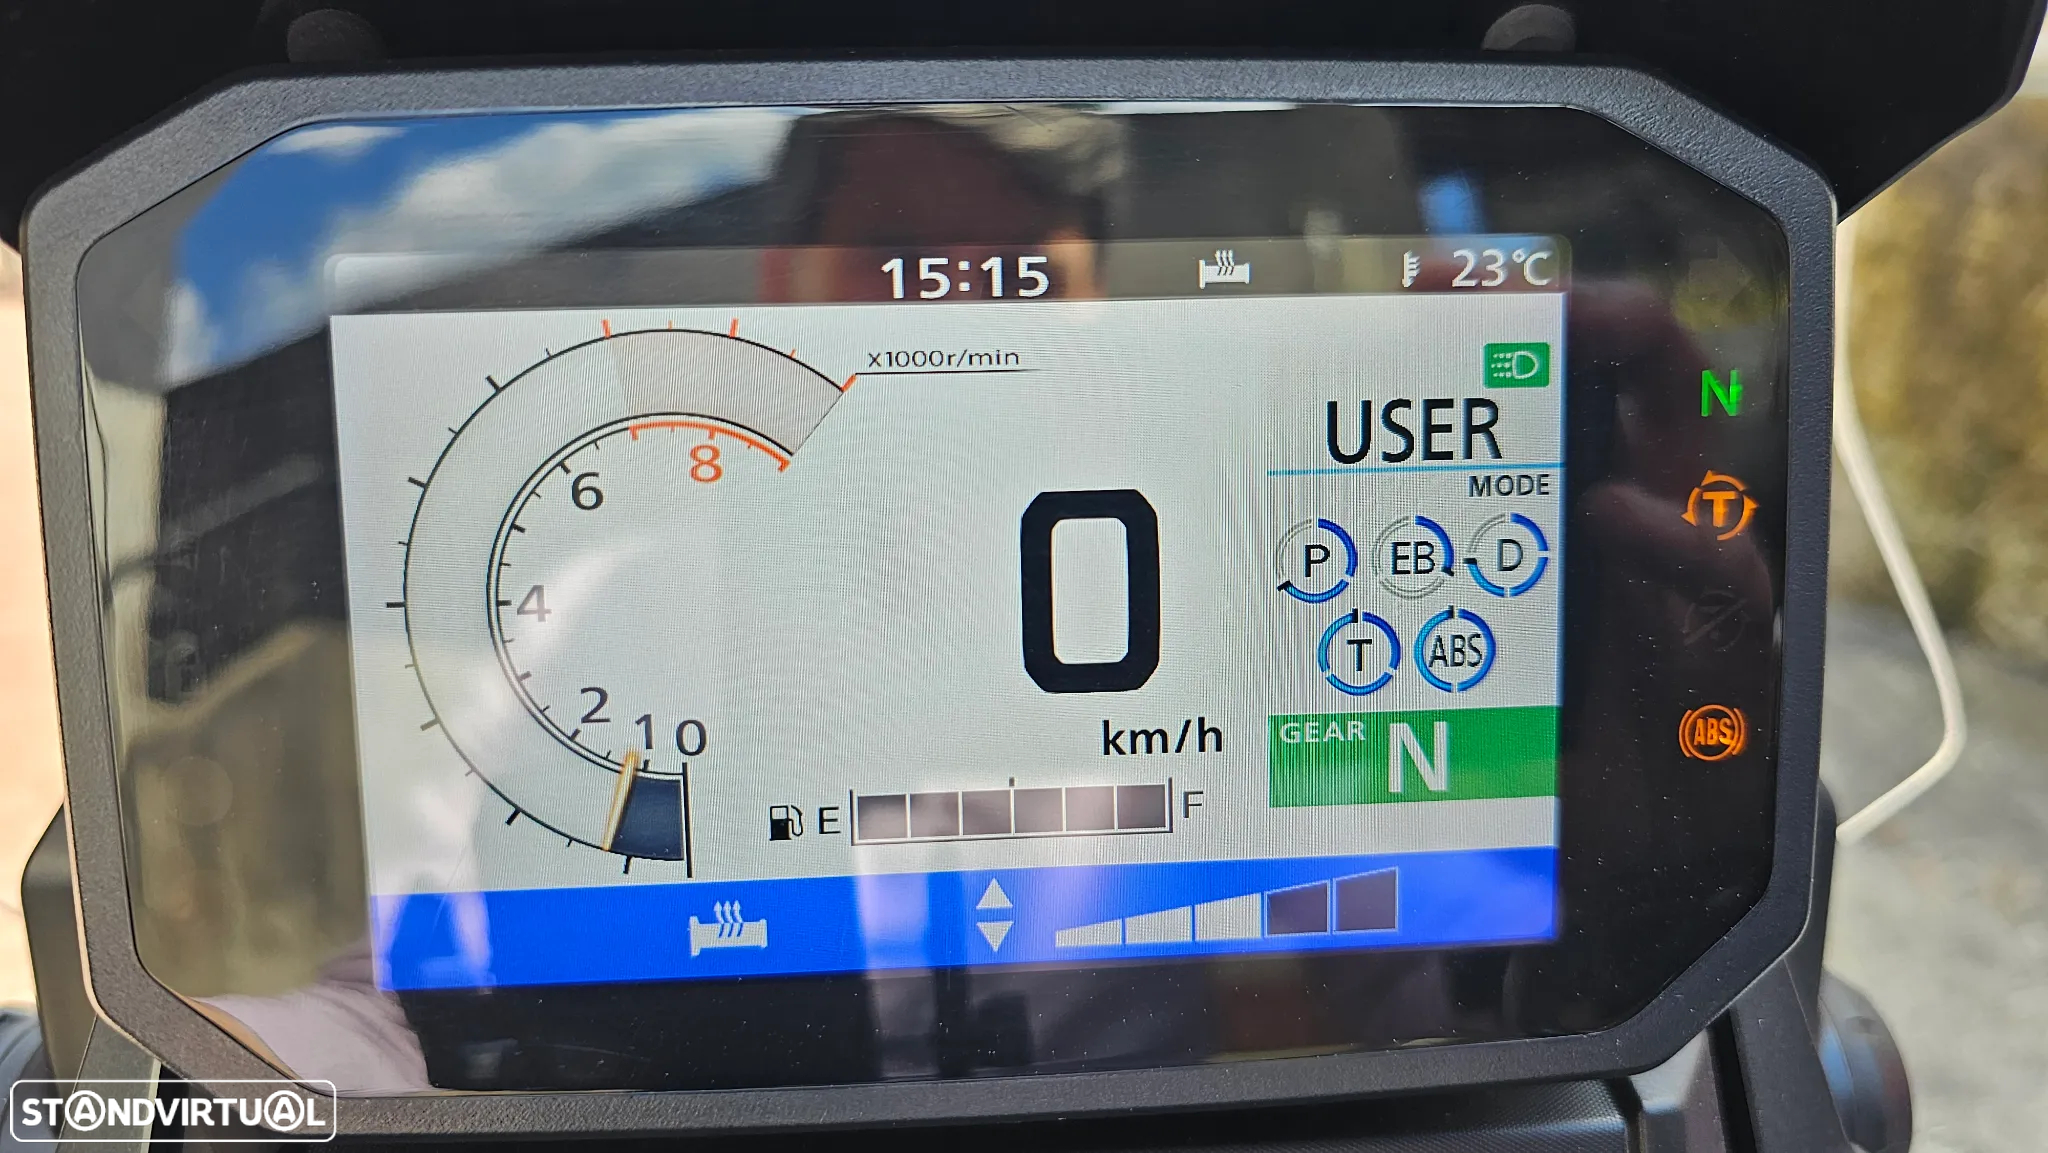 15:15 23℃
x1000r/min
USER
MODE
P EB D
T ABS
8
6
4
2
1
0
0
km/h
GEAR N
E F
N
T
ABS
STANDVIRTUAL